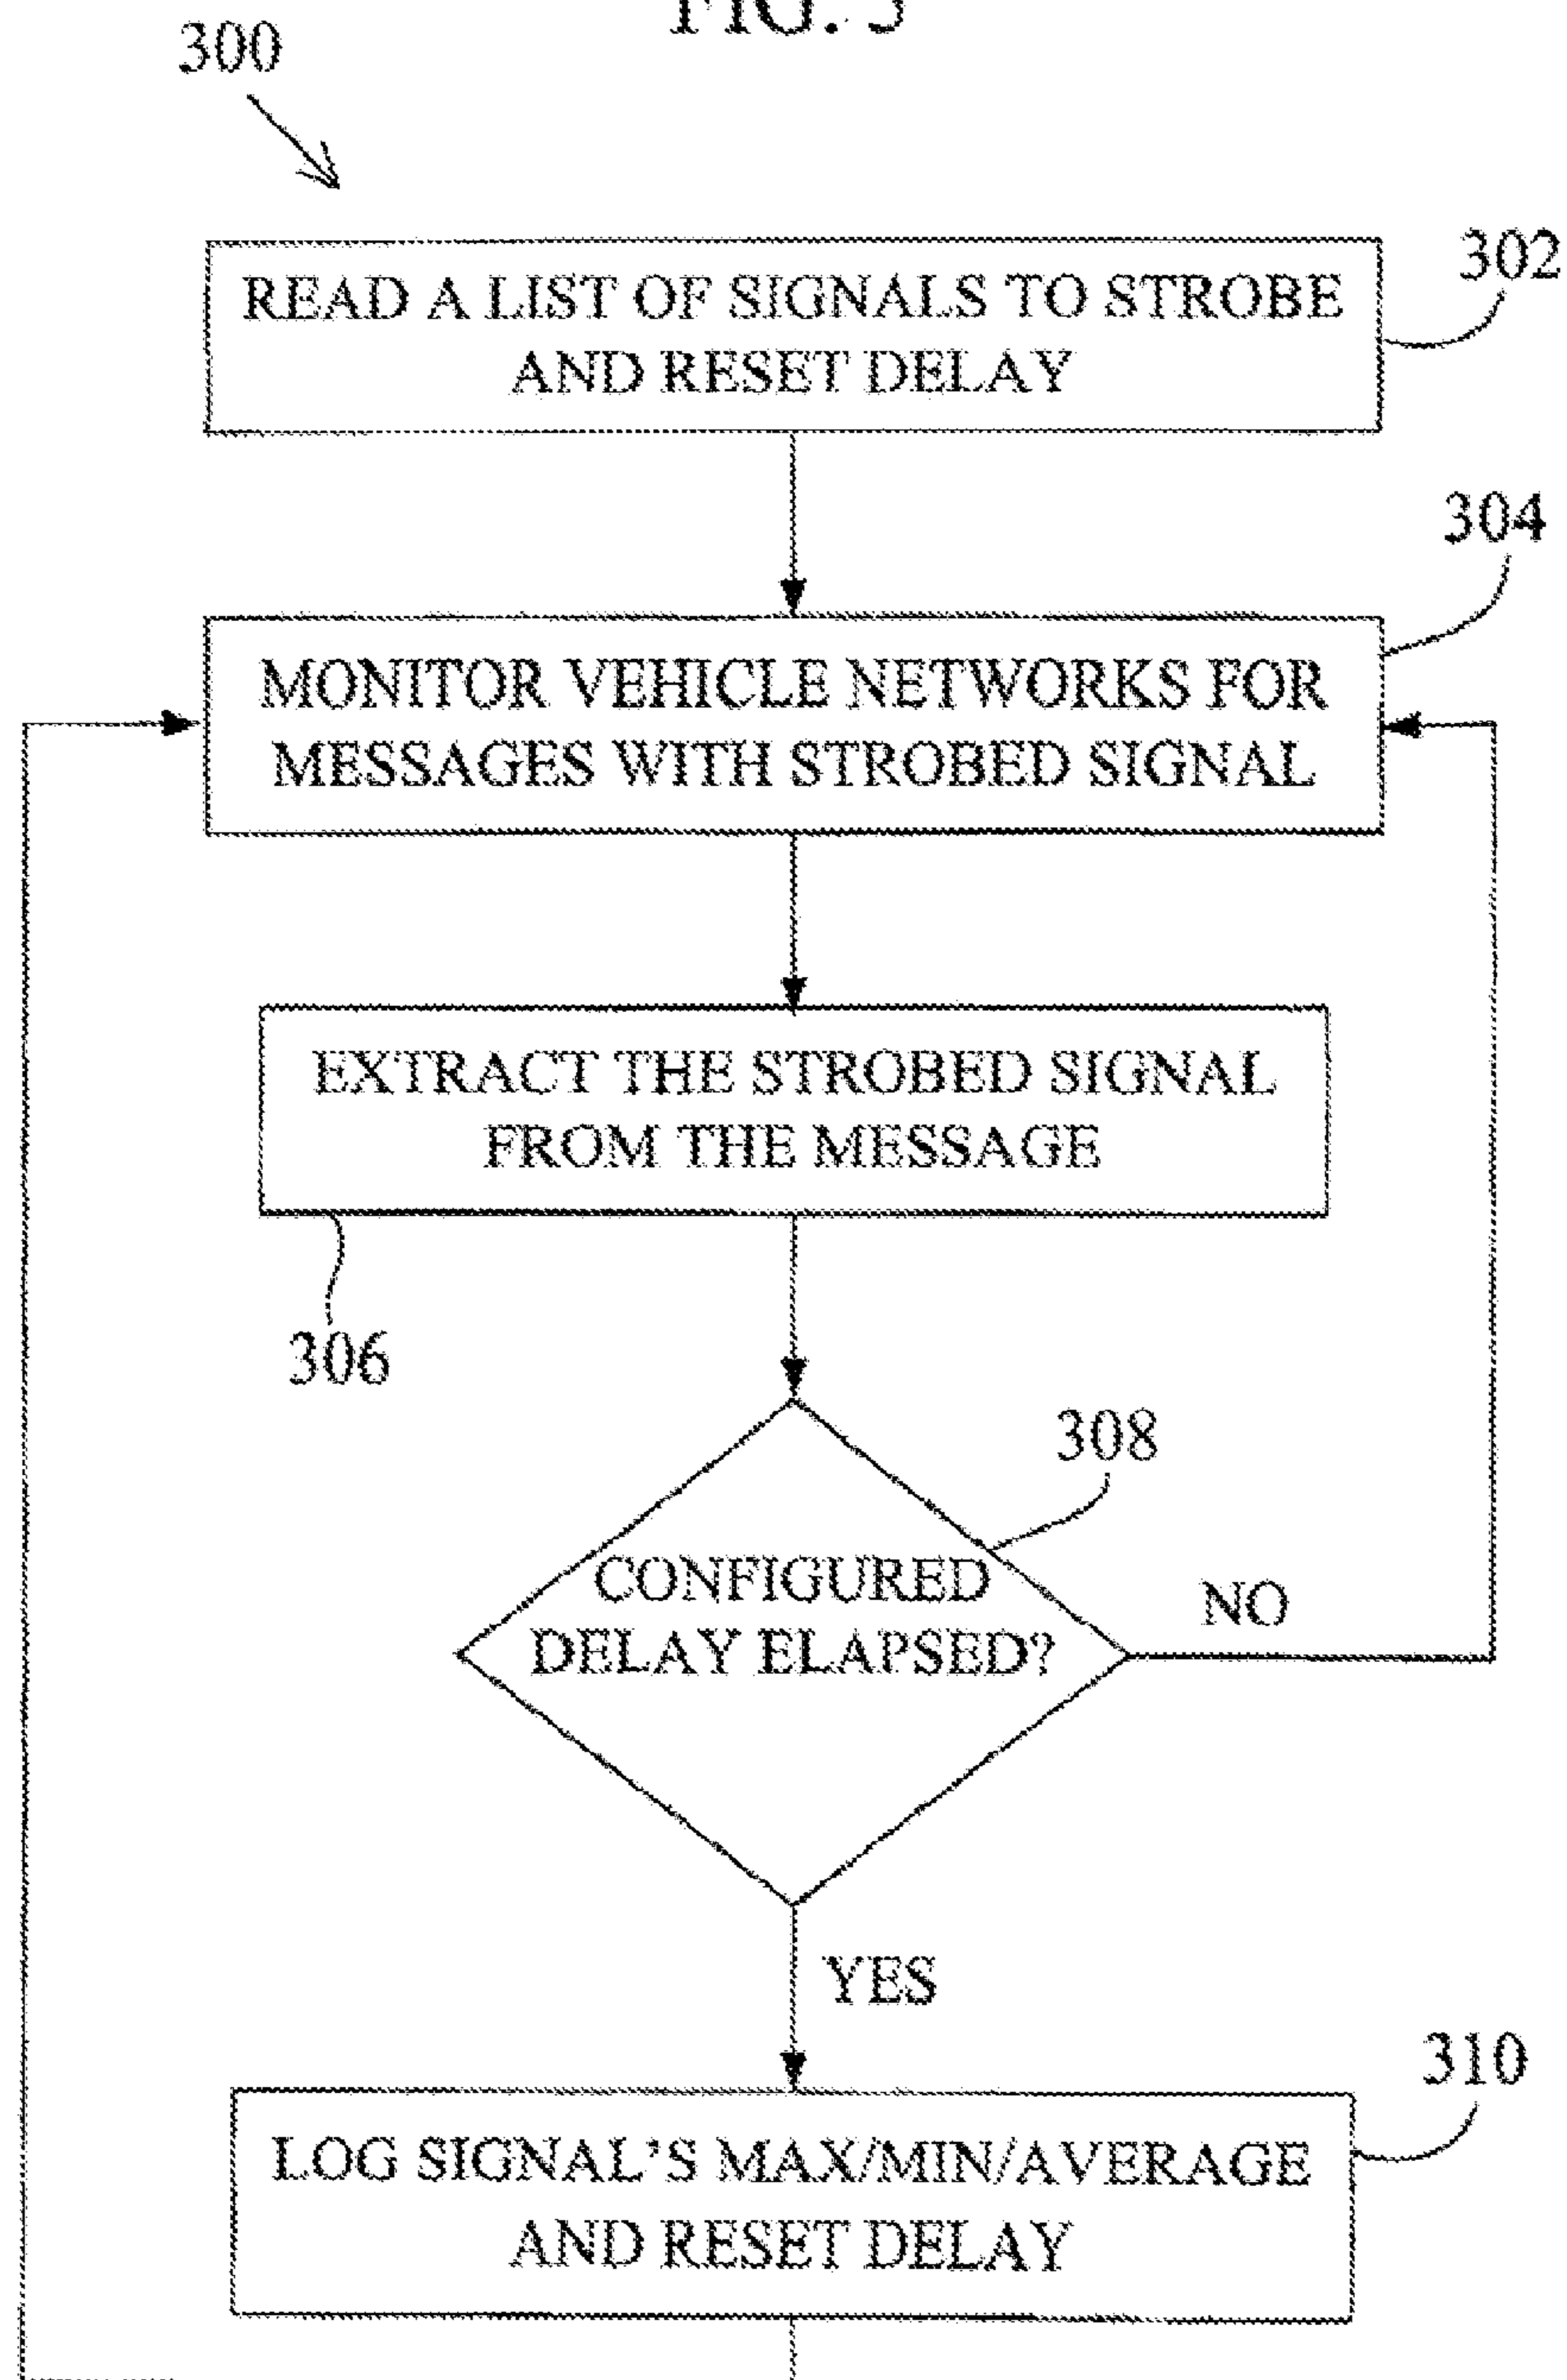 FIG. 5
300
READ A LIST OF SIGNALS TO STROBE
AND RESET DELAY
302
304
MONITOR VEHICLE NETWORKS FOR
MESSAGES WITH STROBED SIGNAL
EXTRACT THE STROBED SIGNAL
FROM THE MESSAGE
306
308
CONFIGURED
DELAY ELAPSED?
NO
YES
310
LOG SIGNAL'S MAX/MIN/AVERAGE
AND RESET DELAY